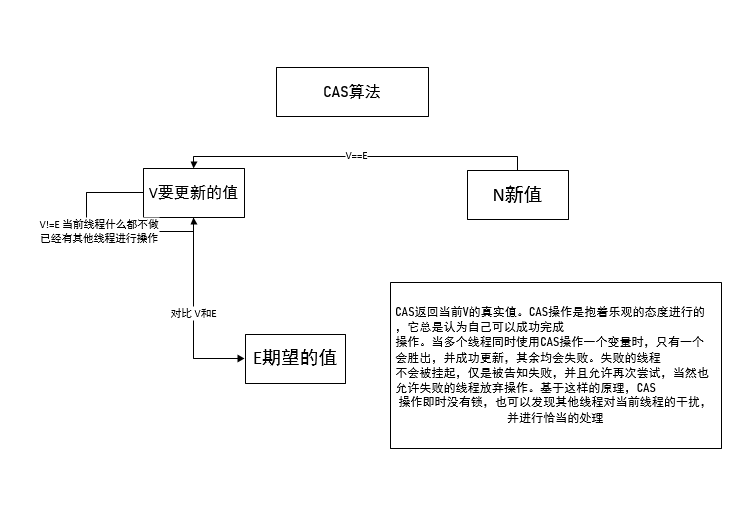 CAS算法
V==E
V要更新的值
N新值
V!=E 当前线程什么都不做
已经有其他线程进行操作
对比 V和E
E期望的值
CAS返回当前V的真实值。CAS操作是抱着乐观的态度进行的
，它总是认为自己可以成功完成
操作。当多个线程同时使用CAS操作一个变量时，只有一个
会胜出，并成功更新，其余均会失败。失败的线程
不会被挂起，仅是被告知失败，并且允许再次尝试，当然也
允许失败的线程放弃操作。基于这样的原理，CAS
操作即时没有锁，也可以发现其他线程对当前线程的干扰，
并进行恰当的处理